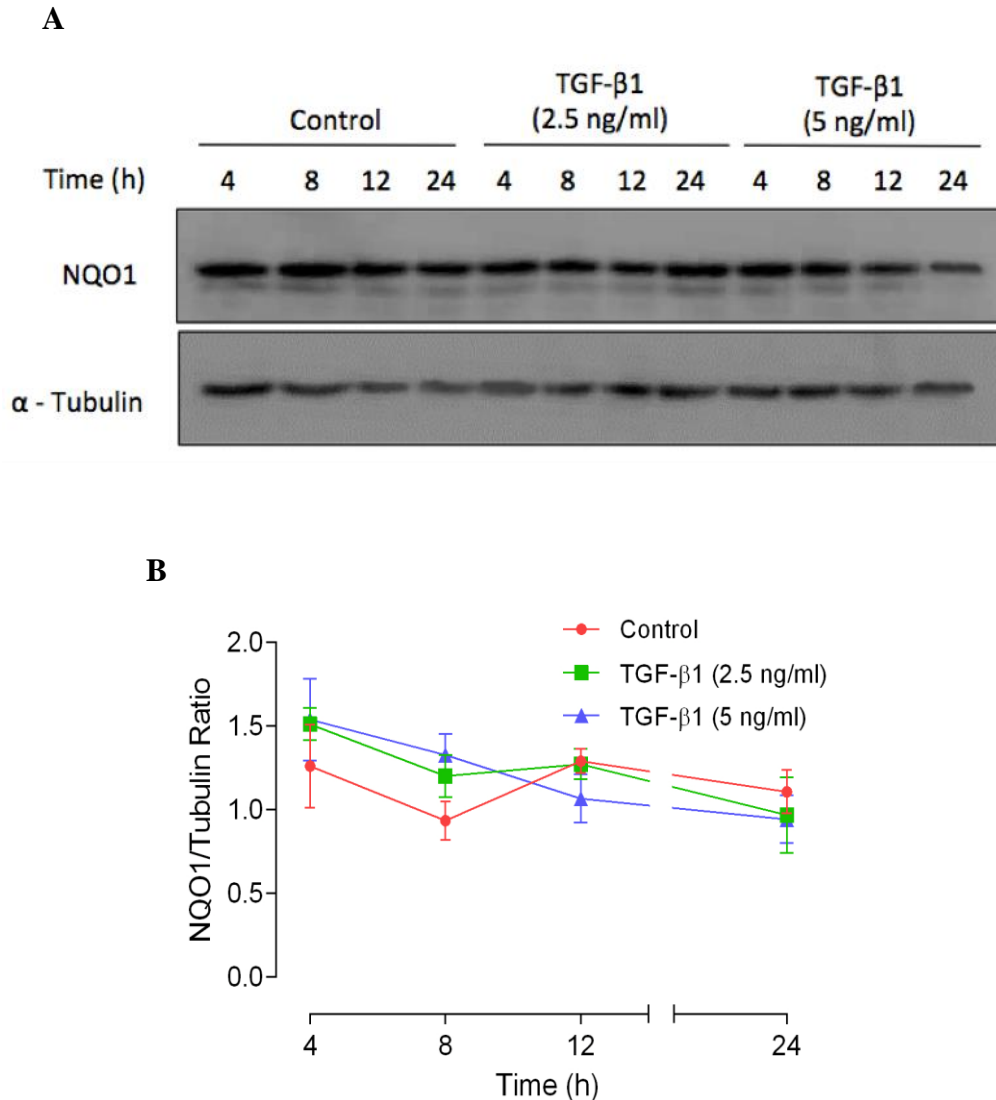 A
TGF-β1 TGF-β1
Control (2.5 ng/ml) (5 ng/ml)
Time (h) 4 8 12 24 4 8 12 24 4 8 12 24
NQO1
α - Tubulin
B
Control
TGF-β1 (2.5 ng/ml)
TGF-β1 (5 ng/ml)
NQO1/Tubulin Ratio
2.0
1.5
1.0
0.5
0.0
4 8 12 24
Time (h)